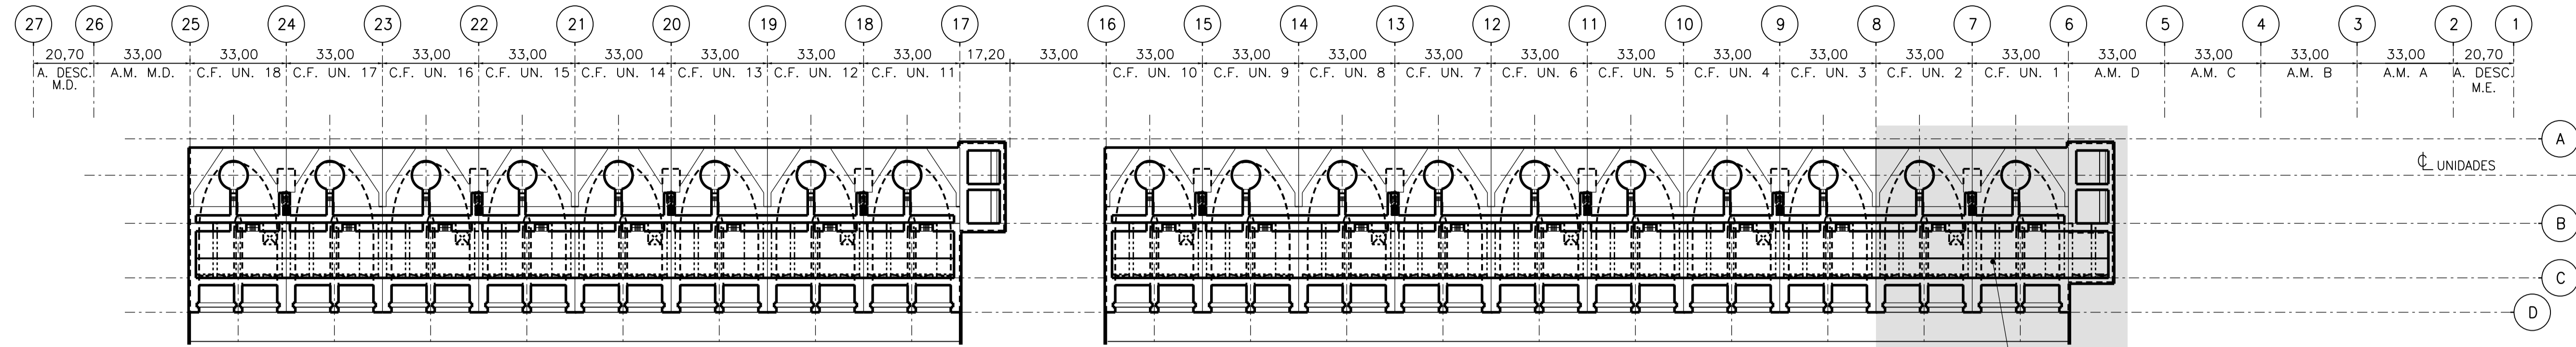 27 26 25 24 23 22 21 20 19 18 17 16 15 14 13 12 11 10 9 8 7 6 5 4 3 2 1
20,70 33,00 33,00 33,00 33,00 33,00 33,00 33,00 33,00 33,00 17,20 33,00 33,00 33,00 33,00 33,00 33,00 33,00 33,00 33,00 33,00 33,00 33,00 33,00 33,00 33,00 20,70
A. DESC. A.M. M.D. C.F. UN. 18 C.F. UN. 17 C.F. UN. 16 C.F. UN. 15 C.F. UN. 14 C.F. UN. 13 C.F. UN. 12 C.F. UN. 11 C.F. UN. 10 C.F. UN. 9 C.F. UN. 8 C.F. UN. 7 C.F. UN. 6 C.F. UN. 5 C.F. UN. 4 C.F. UN. 3 C.F. UN. 2 C.F. UN. 1 A.M. D A.M. C A.M. B A.M. A A. DESC.
M.D. M.E.
A
℄ UNIDADES
B
C
D